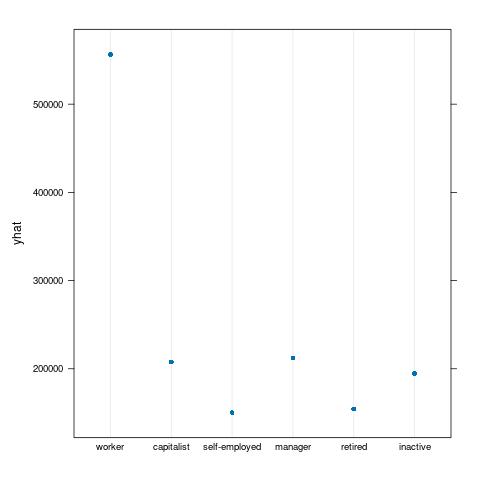 yhat
500000
400000
300000
200000
worker capitalist self-employed manager retired inactive